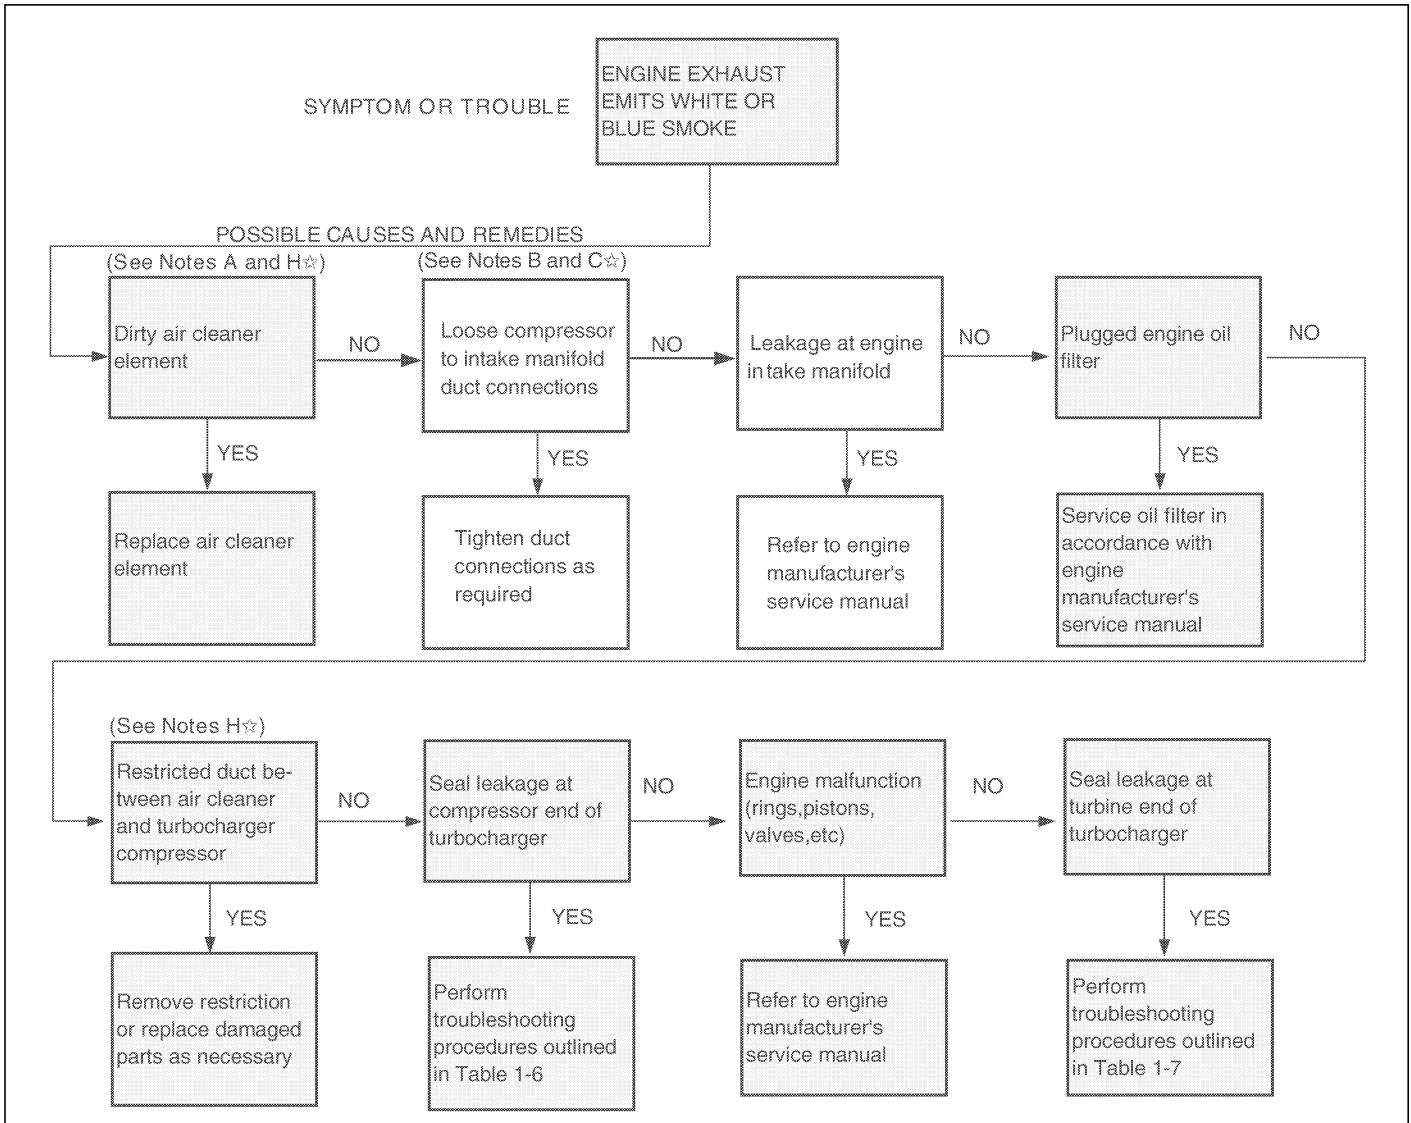 ENGINE EXHAUST
EMITS WHITE OR
BLUE SMOKE
SYMPTOM OR TROUBLE
POSSIBLE CAUSES AND REMEDIES
(See Notes A and H☆)
(See Notes B and C☆)
Dirty air cleaner
element
NO
Loose compressor
to intake manifold
duct connections
NO
Leakage at engine
intake manifold
NO
Plugged engine oil
filter
NO
YES
YES
YES
YES
Replace air cleaner
element
Tighten duct
connections as
required
Refer to engine
manufacturer's
service manual
Service oil filter in
accordance with
engine
manufacturer's
service manual
(See Notes H☆)
Restricted duct be-
tween air cleaner
and turbocharger
compressor
NO
Seal leakage at
compressor end of
turbocharger
NO
Engine malfunction
(rings,pistons,
valves,etc)
NO
Seal leakage at
turbine end of
turbocharger
YES
YES
YES
YES
Remove restriction
or replace damaged
parts as necessary
Perform
troubleshooting
procedures outlined
in Table 1-6
Refer to engine
manufacturer's
service manual
Perform
troubleshooting
procedures outlined
in Table 1-7